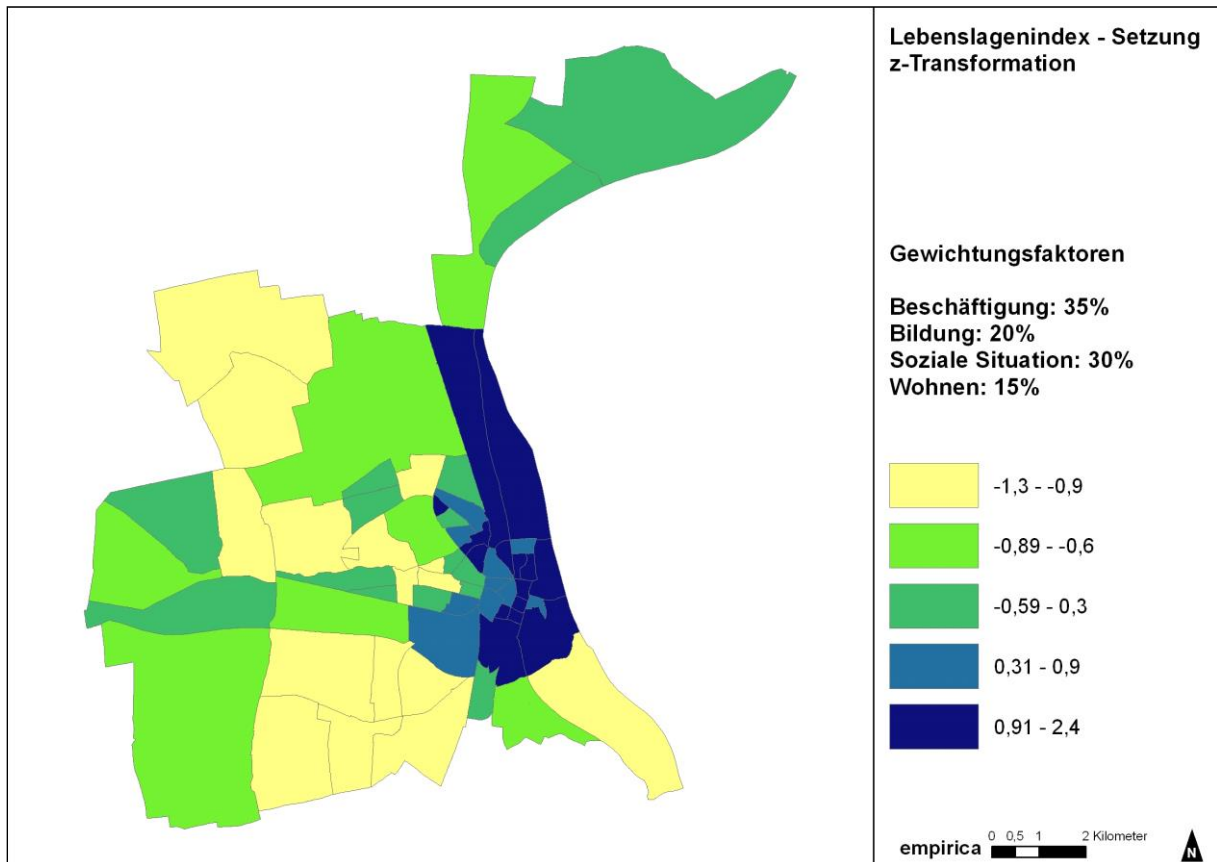 Lebenslagenindex - Setzung
z-Transformation
Gewichtungsfaktoren
Beschäftigung: 35%
Bildung: 20%
Soziale Situation: 30%
Wohnen: 15%
-1,3 - -0,9
-0,89 - -0,6
-0,59 - 0,3
0,31 - 0,9
0,91 - 2,4
empirica 0 0,5 1 2 Kilometer N